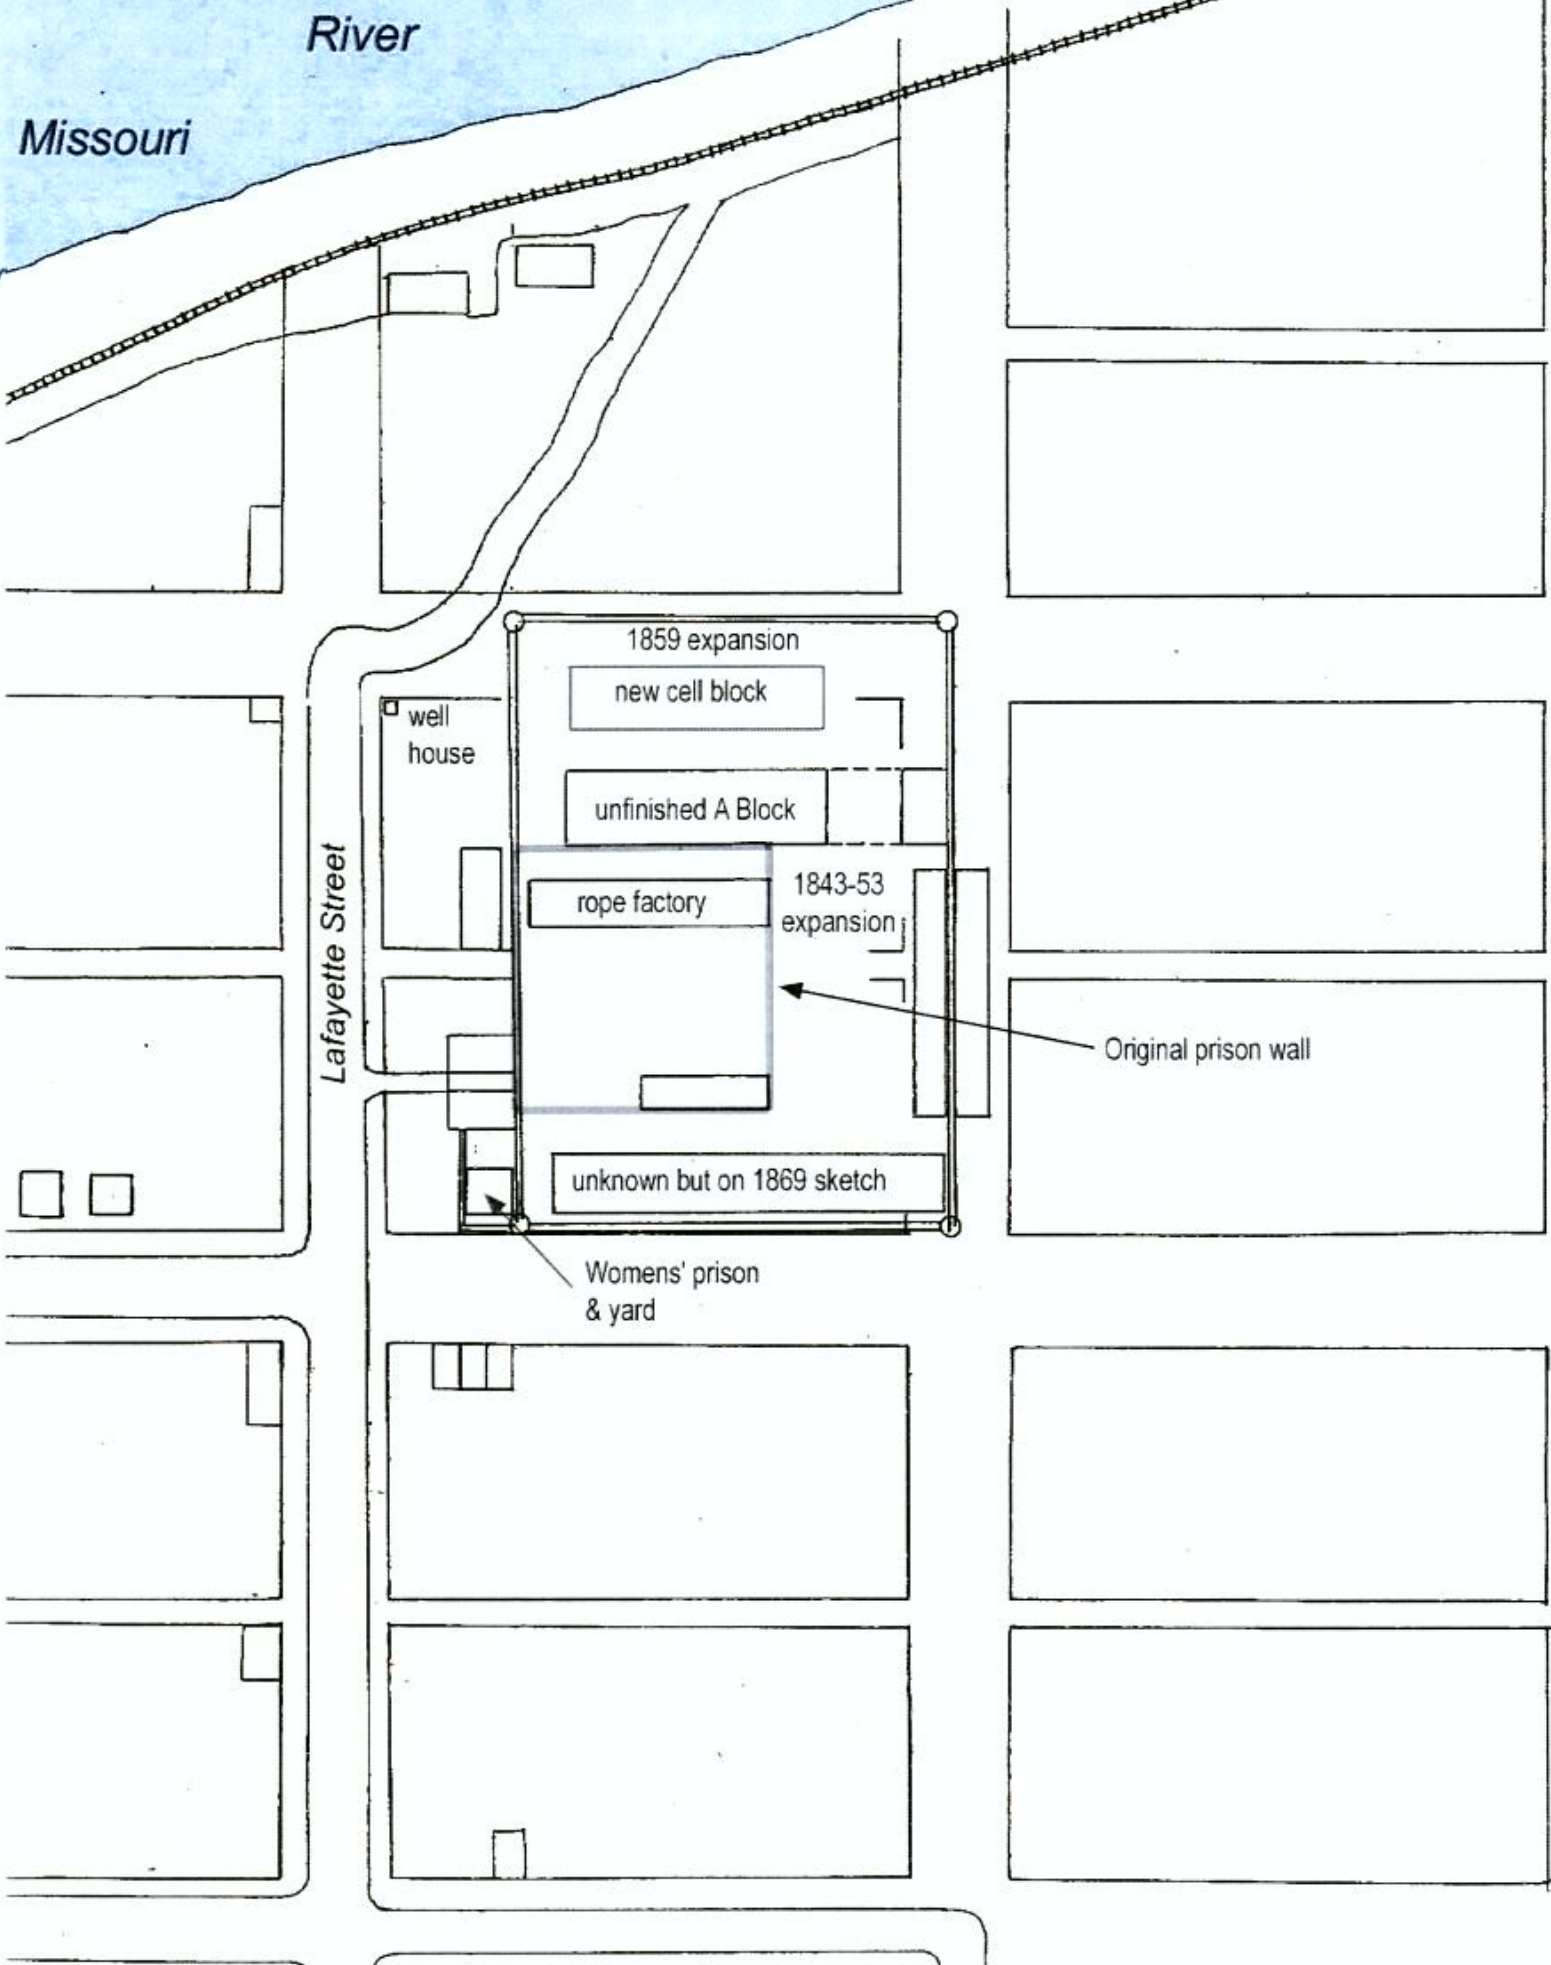 River
Missouri
1859 expansion
new cell block
well
house
unfinished A Block
1843-53
expansion
rope factory
Lafayette Street
Original prison wall
unknown but on 1869 sketch
Womens' prison
& yard